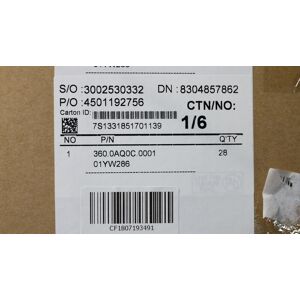 S/O :3002530332 DN : 8304857862
P/O :4501192756 CTN/NO:
Carton ID:
7S1331851701139 1/6
NO P/N Q'TY
1 360.0AQ0C.0001 28
01YW286
CF1807193491